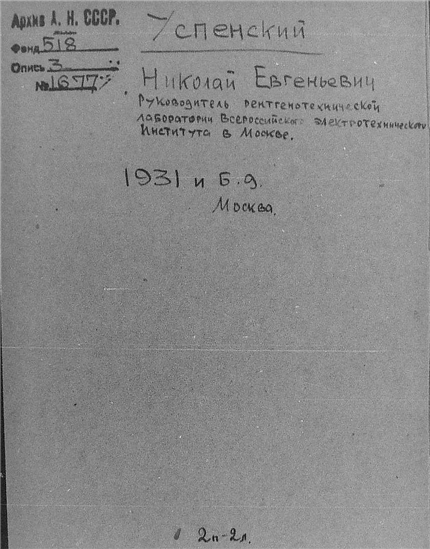 Архив А. Н. СССР.
Фонд 518
Опись 3
№ 1677
Успенский
Николай Евгеньевич
Руководитель рентгенотехнической
лаборатории Всероссийского электротехнического
Института в Москве.
1931 и б.д.
Москва.
2п-2л.